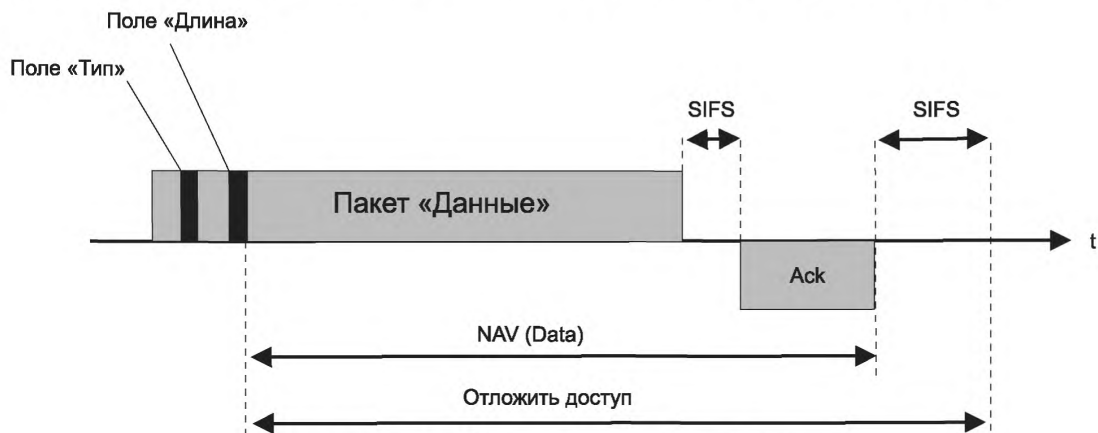 Поле «Длина»
Поле «Тип»
SIFS
SIFS
Пакет «Данные»
t
Ack
NAV (Data)
Отложить доступ